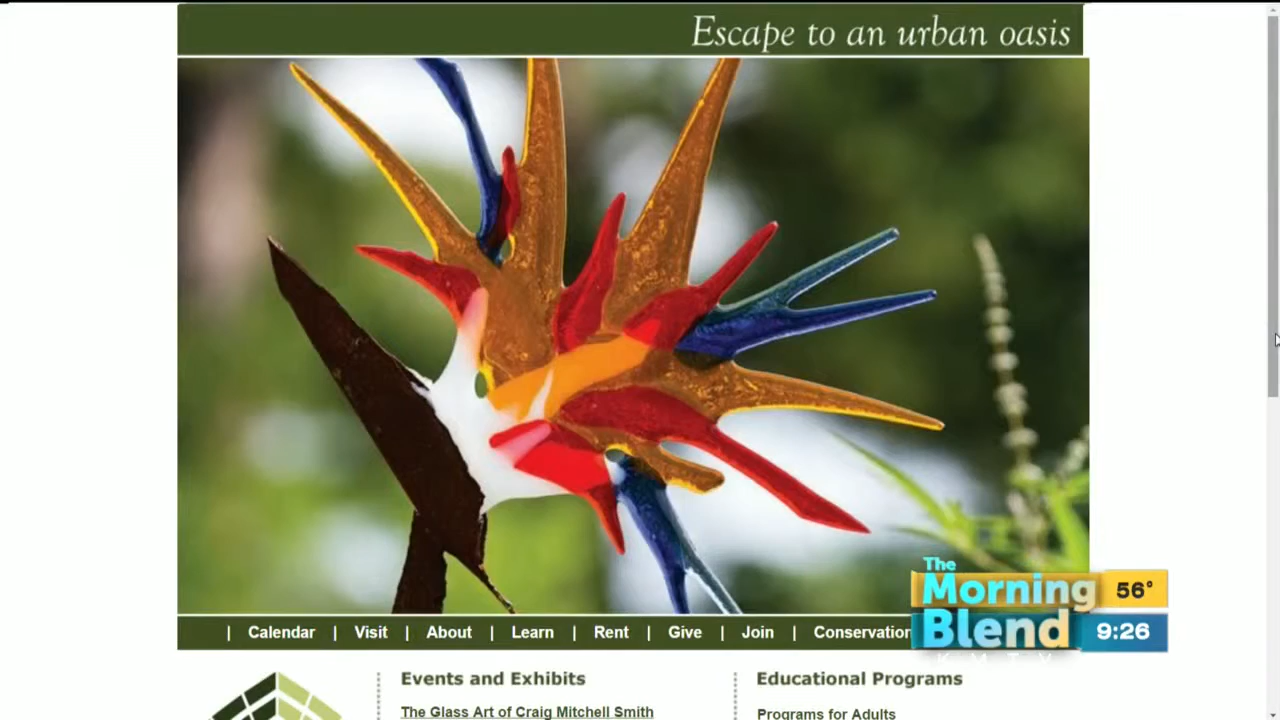 Escape to an urban oasis
| Calendar | Visit | About | Learn | Rent | Give | Join | Conservation
The
Morning
Blend
56°
9:26
K M T V
Events and Exhibits
The Glass Art of Craig Mitchell Smith
Educational Programs
Programs for Adults